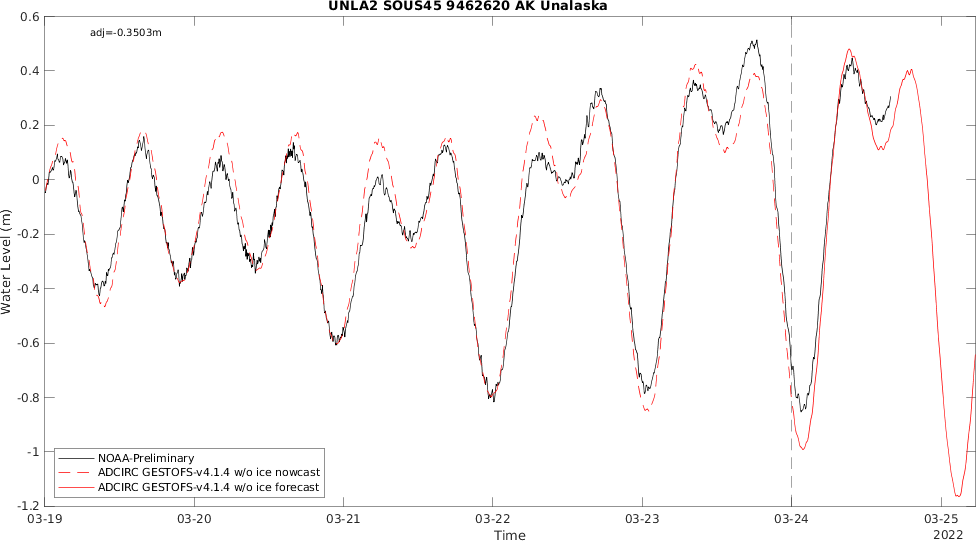 UNLA2 SOUS45 9462620 AK Unalaska
adj=-0.3503m
0.6
0.4
0.2
0
-0.2
-0.4
-0.6
-0.8
-1
-1.2
Water Level (m)
NOAA-Preliminary
ADCIRC GESTOFS-v4.1.4 w/o ice nowcast
ADCIRC GESTOFS-v4.1.4 w/o ice forecast
03-19 03-20 03-21 03-22 03-23 03-24 03-25
Time 2022